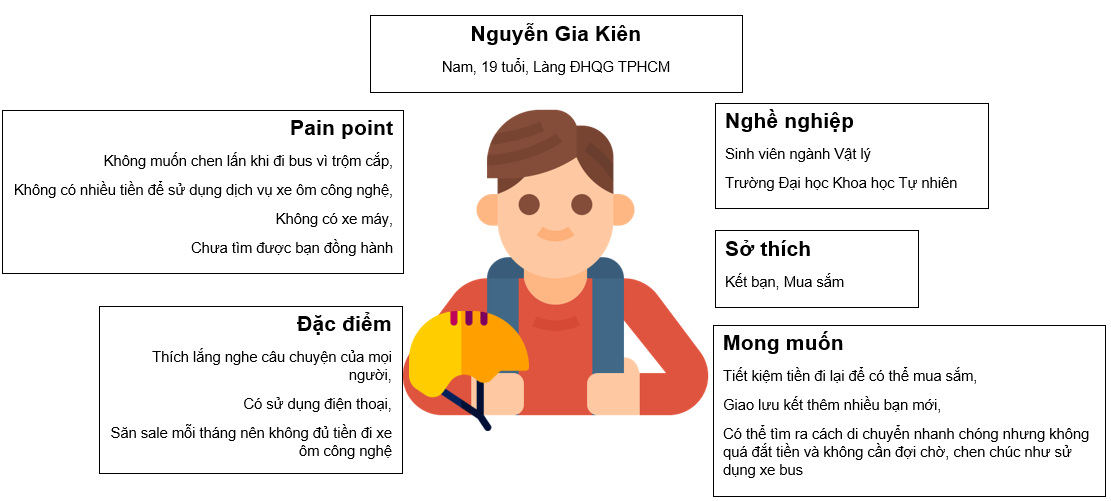 Nguyễn Gia Kiên
Nam, 19 tuổi, Làng ĐHQG TPHCM
Pain point
Không muốn chen lấn khi đi bus vì trộm cắp,
Không có nhiều tiền để sử dụng dịch vụ xe ôm công nghệ,
Không có xe máy,
Chưa tìm được bạn đồng hành
Đặc điểm
Thích lắng nghe câu chuyện của mọi
người,
Có sử dụng điện thoại,
Săn sale mỗi tháng nên không đủ tiền đi xe
ôm công nghệ
Nghề nghiệp
Sinh viên ngành Vật lý
Trường Đại học Khoa học Tự nhiên
Sở thích
Kết bạn, Mua sắm
Mong muốn
Tiết kiệm tiền đi lại để có thể mua sắm,
Giao lưu kết thêm nhiều bạn mới,
Có thể tìm ra cách di chuyển nhanh chóng nhưng không
quá đắt tiền và không cần đợi chờ, chen chúc như sử
dụng xe bus